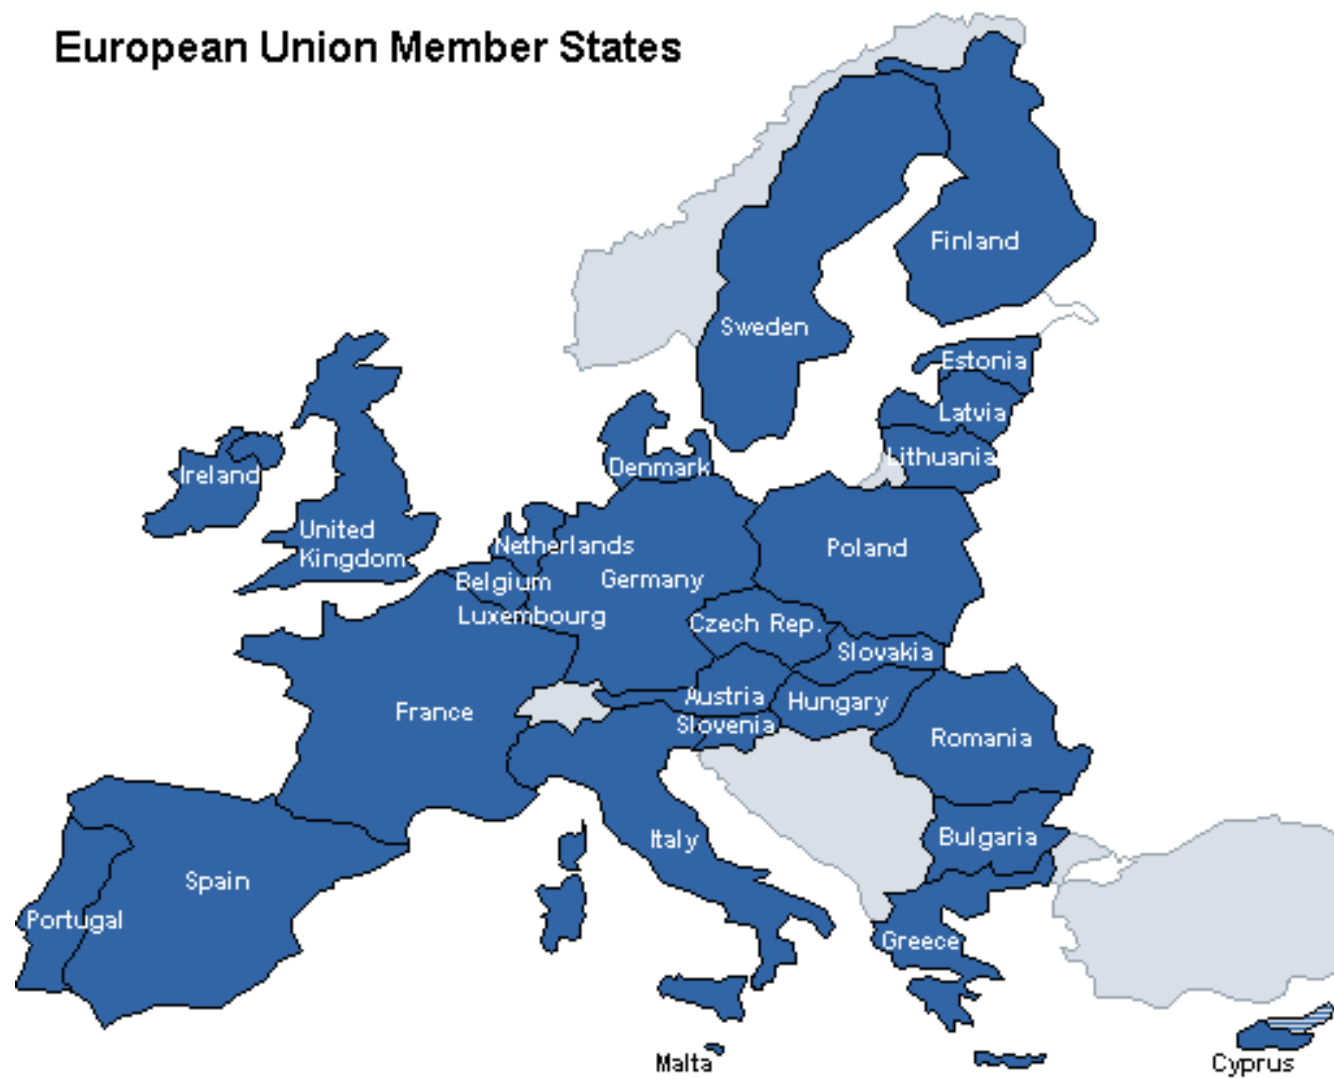 European Union Member States
Finland
Sweden
Estonia
Latvia
Lithuania
Denmark
Ireland
United
Kingdom
Netherlands
Poland
Belgium
Germany
Luxembourg
Czech Rep.
Slovakia
Austria
Hungary
France
Slovenia
Romania
Italy
Bulgaria
Spain
Portugal
Greece
Malta
Cyprus